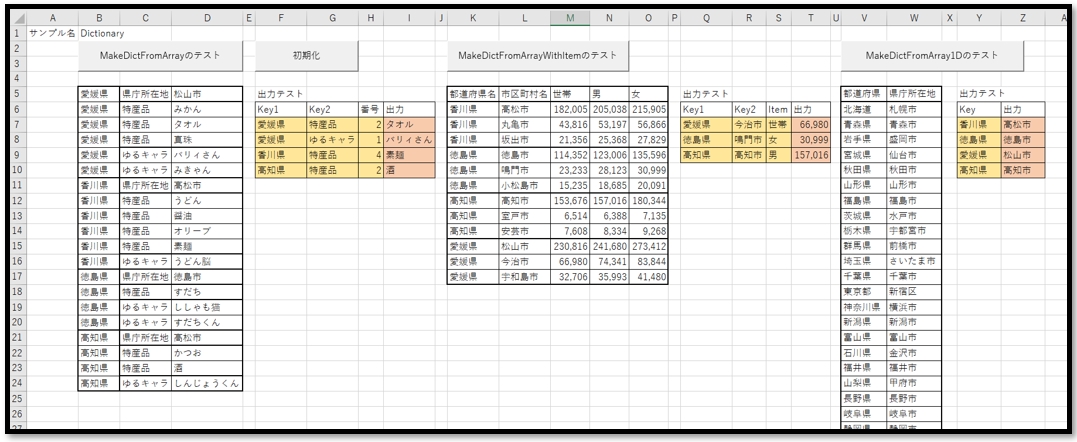 A B C D E F G H I J K L M N O P Q R S T U V W X Y Z A
1 サンプル名 Dictionary
2 MakeDictFromArrayのテスト 初期化 MakeDictFromArrayWithItemのテスト MakeDictFromArray1Dのテスト
3
4
5 愛媛県 県庁所在地 松山市 出力テスト 都道府県名 市区町村名 世帯 男 女 出力テスト 都道府県 県庁所在地 出力テスト
6 愛媛県 特産品 みかん Key1 Key2 番号 出力 香川県 高松市 182,005 205,038 215,905 Key1 Key2 Item 出力 北海道 札幌市 Key 出力
7 愛媛県 特産品 タオル 愛媛県 特産品 2 タオル 香川県 丸亀市 43,816 53,197 56,866 愛媛県 今治市 世帯 66,980 青森県 青森市 香川県 高松市
8 愛媛県 特産品 真珠 愛媛県 ゆるキャラ 1 バリィさん 香川県 坂出市 21,356 25,368 27,829 徳島県 鳴門市 女 30,999 岩手県 盛岡市 徳島県 徳島市
9 愛媛県 ゆるキャラ バリィさん 香川県 特産品 4 素麺 徳島県 徳島市 114,352 123,006 135,596 高知県 高知市 男 157,016 宮城県 仙台市 愛媛県 松山市
10 愛媛県 ゆるキャラ みきゃん 高知県 特産品 2 酒 徳島県 鳴門市 23,233 28,123 30,999 秋田県 秋田市 高知県 高知市
11 香川県 県庁所在地 高松市 徳島県 小松島市 15,235 18,685 20,091 山形県 山形市
12 香川県 特産品 うどん 高知県 高知市 153,676 157,016 180,344 福島県 福島市
13 香川県 特産品 醤油 高知県 室戸市 6,514 6,388 7,135 茨城県 水戸市
14 香川県 特産品 オリーブ 高知県 安芸市 7,608 8,334 9,268 栃木県 宇都宮市
15 香川県 特産品 素麺 愛媛県 松山市 230,816 241,680 273,412 群馬県 前橋市
16 香川県 ゆるキャラ うどん脳 愛媛県 今治市 66,980 74,341 83,844 埼玉県 さいたま市
17 徳島県 県庁所在地 徳島市 愛媛県 宇和島市 32,706 35,993 41,480 千葉県 千葉市
18 徳島県 特産品 すだち 東京都 新宿区
19 徳島県 ゆるキャラ ししゃも猫 神奈川県 横浜市
20 徳島県 ゆるキャラ すだちくん 新潟県 新潟市
21 高知県 県庁所在地 高松市 富山県 富山市
22 高知県 特産品 かつお 石川県 金沢市
23 高知県 特産品 酒 福井県 福井市
24 高知県 ゆるキャラ しんじょうくん 山梨県 甲府市
25 長野県 長野市
26 岐阜県 岐阜市
27 静岡県 静岡市